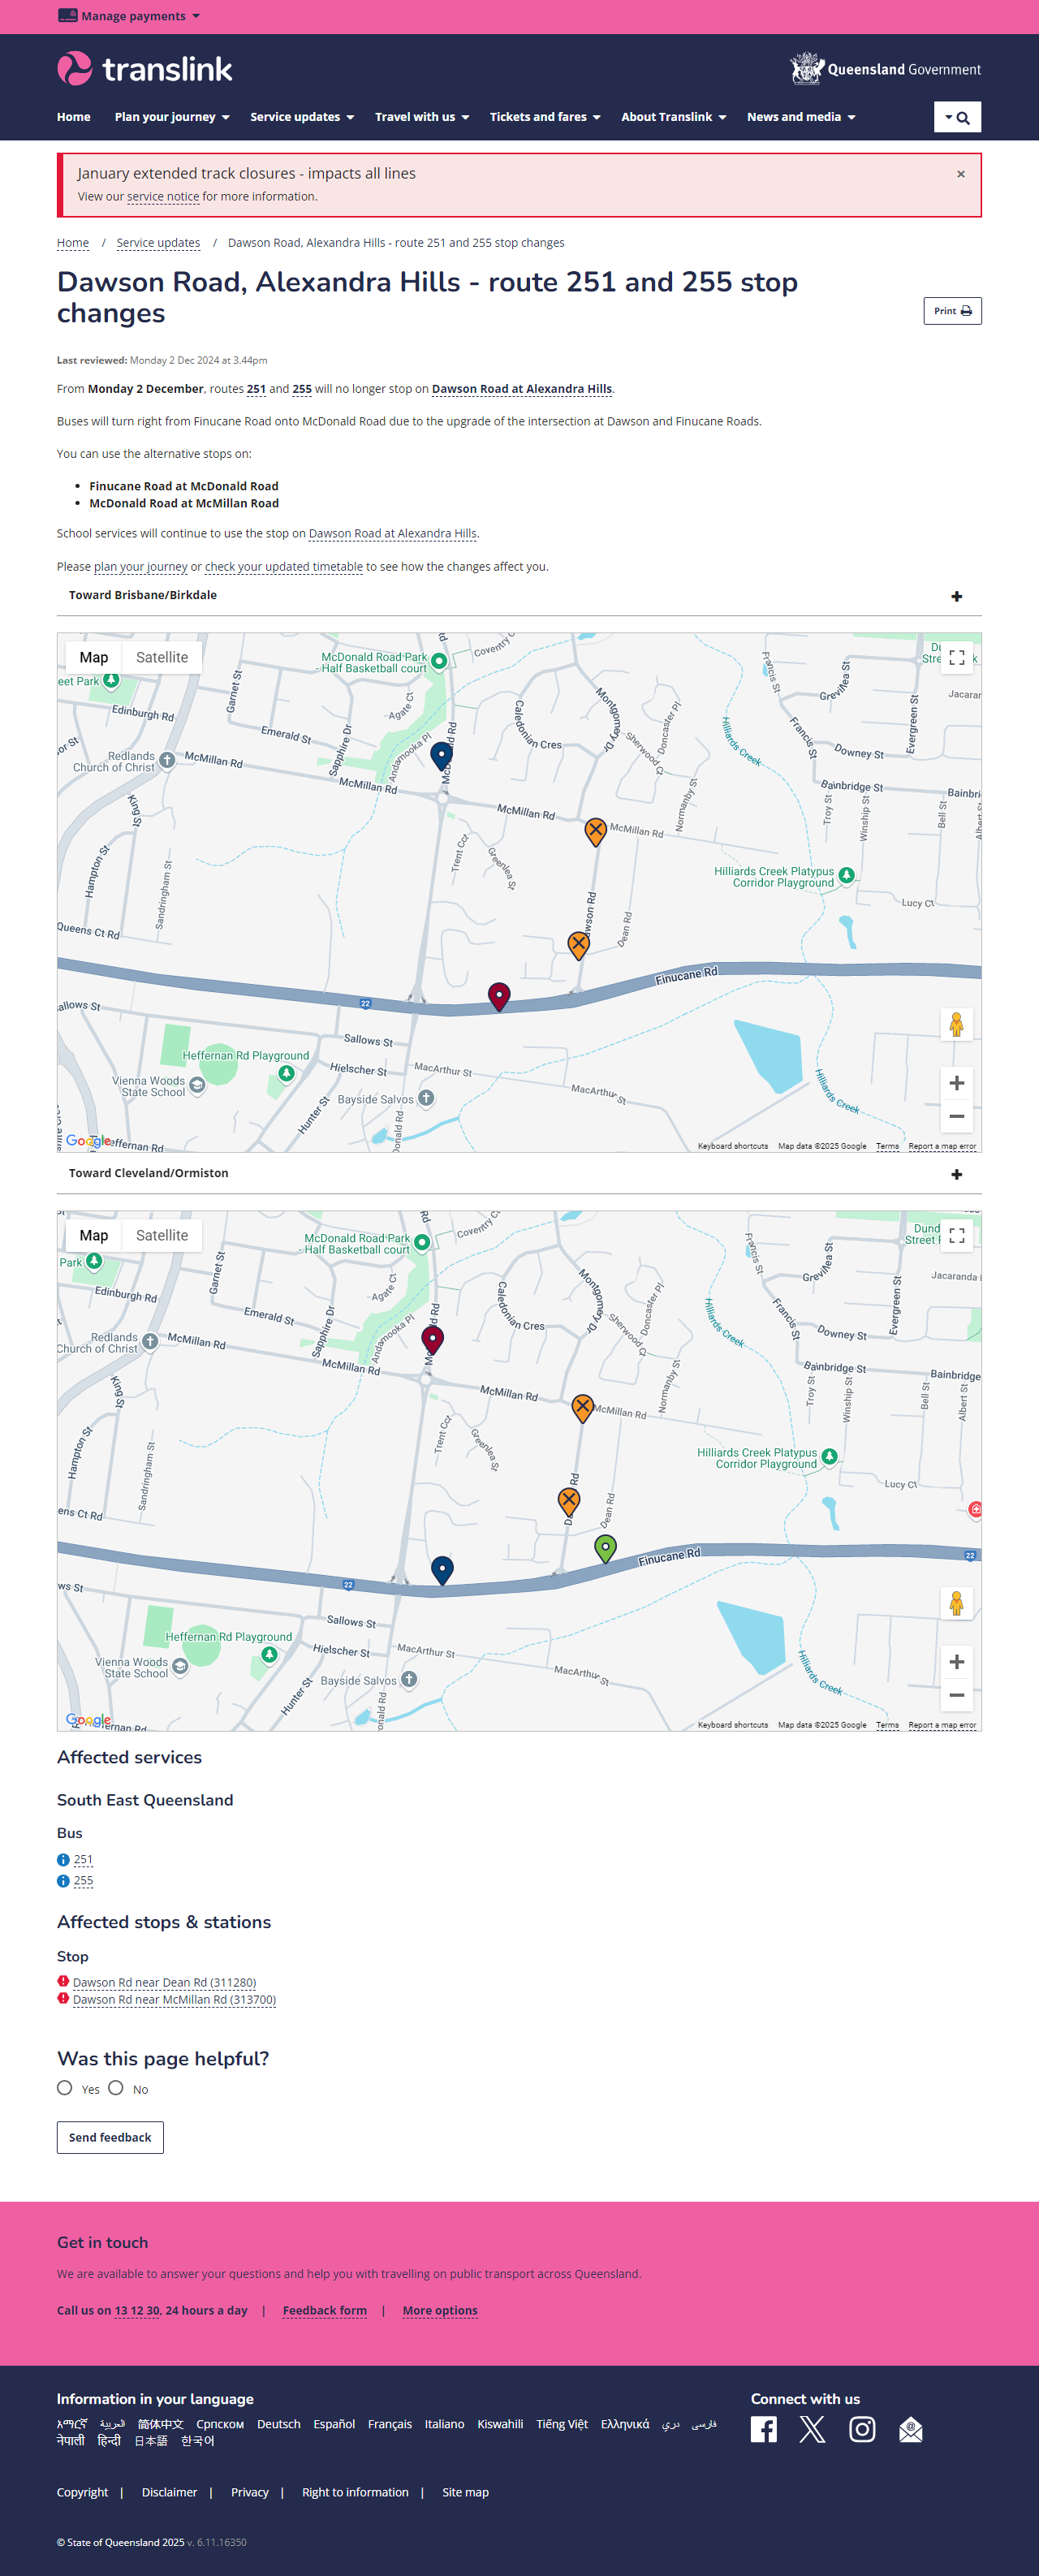 Manage payments
translink
Queensland Government
Home Plan your journey Service updates Travel with us Tickets and fares About Translink News and media
January extended track closures - impacts all lines
View our service notice for more information.
Home / Service updates / Dawson Road, Alexandra Hills - route 251 and 255 stop changes
Dawson Road, Alexandra Hills - route 251 and 255 stop
changes
Print
Last reviewed: Monday 2 Dec 2024 at 3.44pm
From Monday 2 December, routes 251 and 255 will no longer stop on Dawson Road at Alexandra Hills.
Buses will turn right from Finucane Road onto McDonald Road due to the upgrade of the intersection at Dawson and Finucane Roads.
You can use the alternative stops on:
• Finucane Road at McDonald Road
• McDonald Road at McMillan Road
School services will continue to use the stop on Dawson Road at Alexandra Hills.
Please plan your journey or check your updated timetable to see how the changes affect you.
Toward Brisbane/Birkdale
Map Satellite
McDonald Road Park
- Half Basketball court
Coventry
eet Park
Edinburgh Rd
Garnet St
Emerald St
Sapphire Dr
Agate Ct
Andamooka Pl
Caledonian Cres
Montgomery Dr
Sherwood Ct
Doncaster Pl
Hilliards Creek
Francis St
Francis St
Grevillea St
Evergreen St
Jacaran
Downey St
Bainbridge St
Bainbri
Redlands
Church of Christ
McMillan Rd
McMillan Rd
McMillan Rd
McMillan Rd
King St
Hampton St
Sandringham St
Trent Cct
Greenlea St
Normanby St
Troy St
Winship St
Bell St
Hilliards Creek Platypus
Corridor Playground
Lucy Ct
Queens Ct Rd
Dean Rd
Finucane Rd
22
allows St
Sallows St
Heffernan Rd Playground
Hielscher St
MacArthur St
MacArthur St
Vienna Woods
State School
Bayside Salvos
Hunter St
Hilliards Creek
onald Rd
Heffernan Rd
Google
Keyboard shortcuts Map data ©2025 Google Terms Report a map error
Toward Cleveland/Ormiston
Map Satellite
McDonald Road Park
Half Basketball court
Coventry
Dund
Street
Park
Edinburgh Rd
Garnet St
Emerald St
Sapphire Dr
Agate Ct
Andamooka Pl
Caledonian Cres
Montgomery Dr
Sherwood Ct
Doncaster Pl
Hilliards Creek
Francis St
Francis St
Grevillea St
Evergreen St
Jacaranda
Downey St
Bainbridge St
Bainbridge
Redlands
Church of Christ
McMillan Rd
McMillan Rd
McMillan Rd
McMillan Rd
King St
Hampton St
Sandringham St
Trent Cct
Greenlea St
Normanby St
Troy St
Winship St
Bell St
Albert St
Hilliards Creek Platypus
Corridor Playground
Lucy Ct
ens Ct Rd
Dean Rd
Finucane Rd
22
22
ws St
Sallows St
Heffernan Rd Playground
Hielscher St
MacArthur St
MacArthur St
Vienna Woods
State School
Bayside Salvos
Hunter St
Hilliards Creek
onald Rd
Google
Keyboard shortcuts Map data ©2025 Google Terms Report a map error
Affected services
South East Queensland
Bus
251
255
Affected stops & stations
Stop
Dawson Rd near Dean Rd (311280)
Dawson Rd near McMillan Rd (313700)
Was this page helpful?
Yes No
Send feedback
Get in touch
We are available to answer your questions and help you with travelling on public transport across Queensland.
Call us on 13 12 30, 24 hours a day | Feedback form | More options
Information in your language
አማርኛ العربية 简体中文 Српском Deutsch Español Français Italiano Kiswahili Tiếng Việt Ελληνικά دري فارسی
नेपाली हिन्दी 日本語 한국어
Connect with us
Copyright | Disclaimer | Privacy | Right to information | Site map
© State of Queensland 2025 v. 6.11.16350